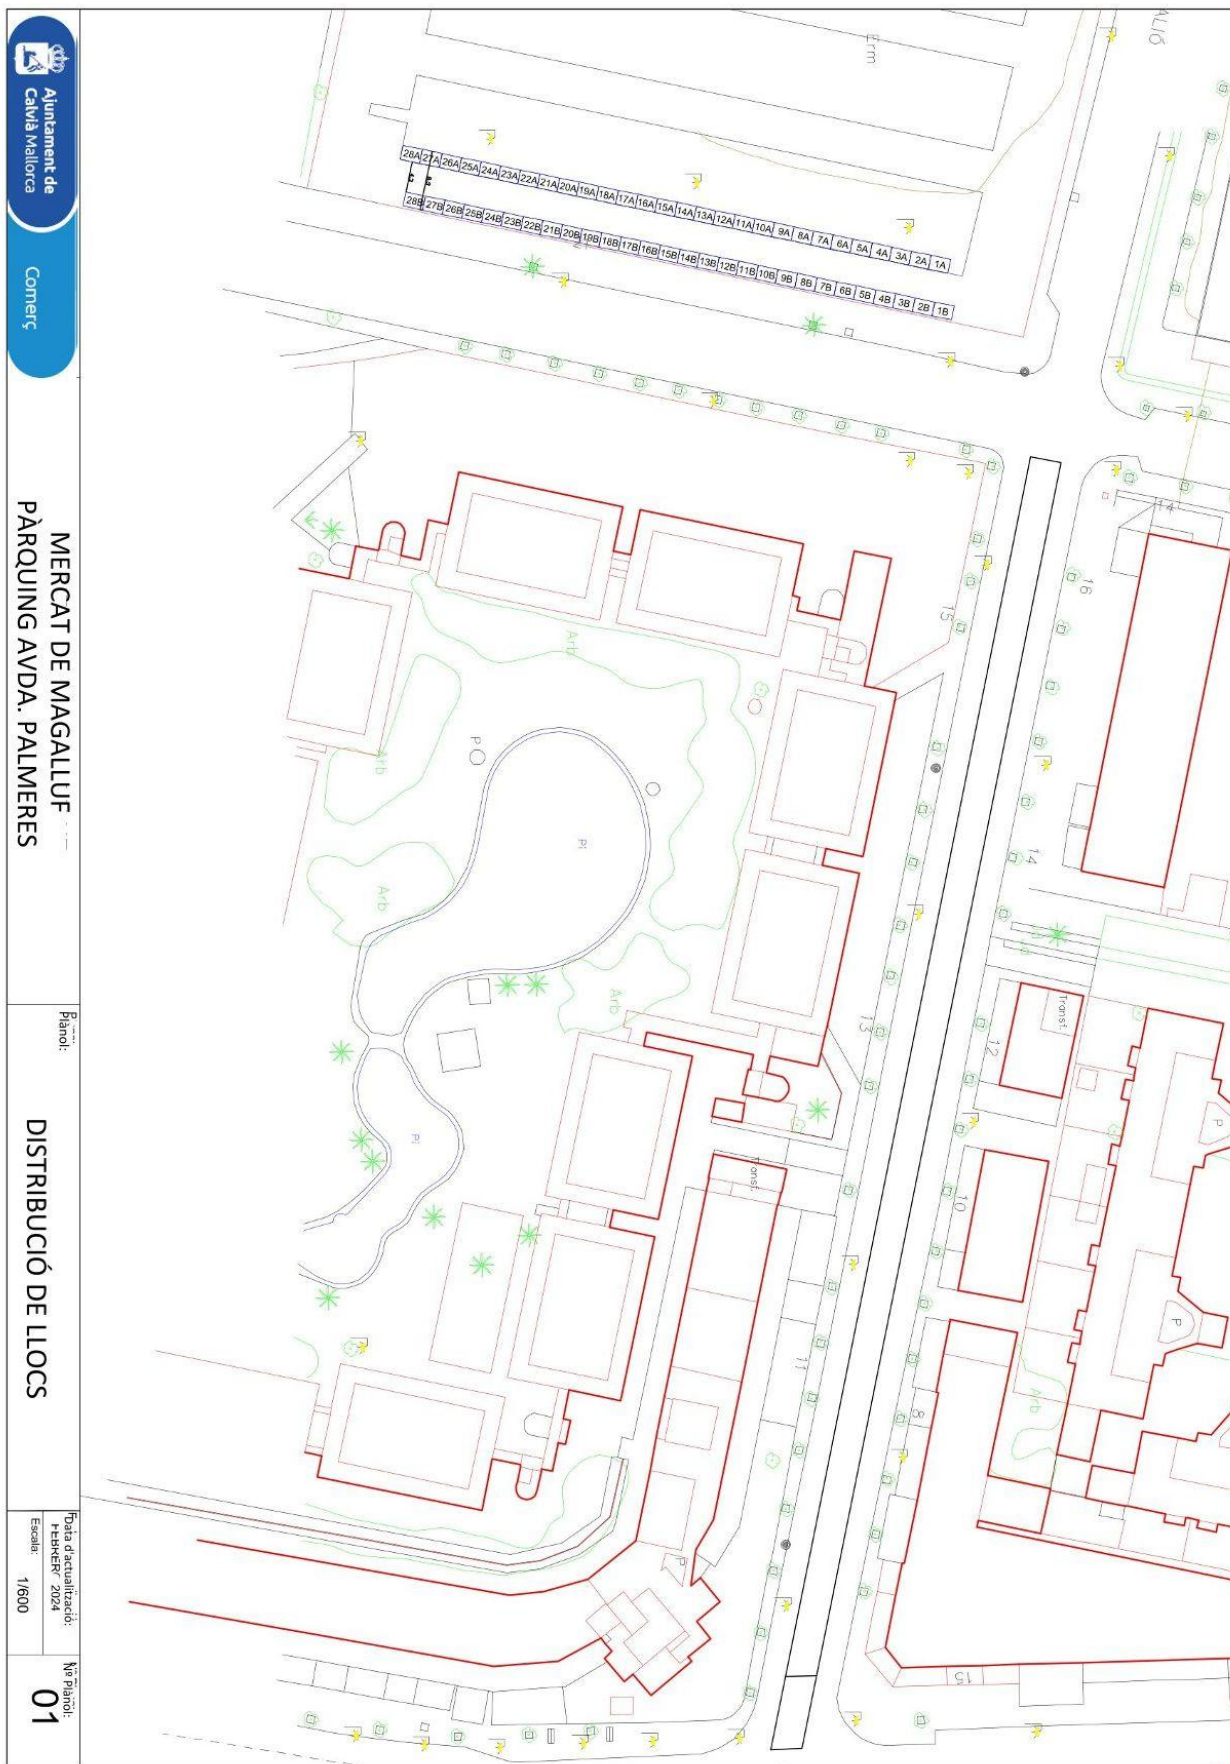 Ajuntament de
Calvià Mallorca
Comerç
MERCAT DE MAGALLUF
PÀRQUING AVDA. PALMERES
Plànol:
DISTRIBUCIÓ DE LLOCS
Data d'actualització:
FEBRER 2024
Escala:
1/600
Nº Plànol:
01
Erm
28A 27A 26A 25A 24A 23A 22A 21A 20A 19A 18A 17A 16A 15A 14A 13A 12A 11A 10A 9A 8A 7A 6A 5A 4A 3A 2A 1A
28B 27B 26B 25B 24B 23B 22B 21B 20B 19B 18B 17B 16B 15B 14B 13B 12B 11B 10B 9B 8B 7B 6B 5B 4B 3B 2B 1B
14
16
15
Arb
Arb
P
Pi
Arb
14
Arb
13
12
Transf.
P
Pi
Transf.
10
P
11
8
Arb
P